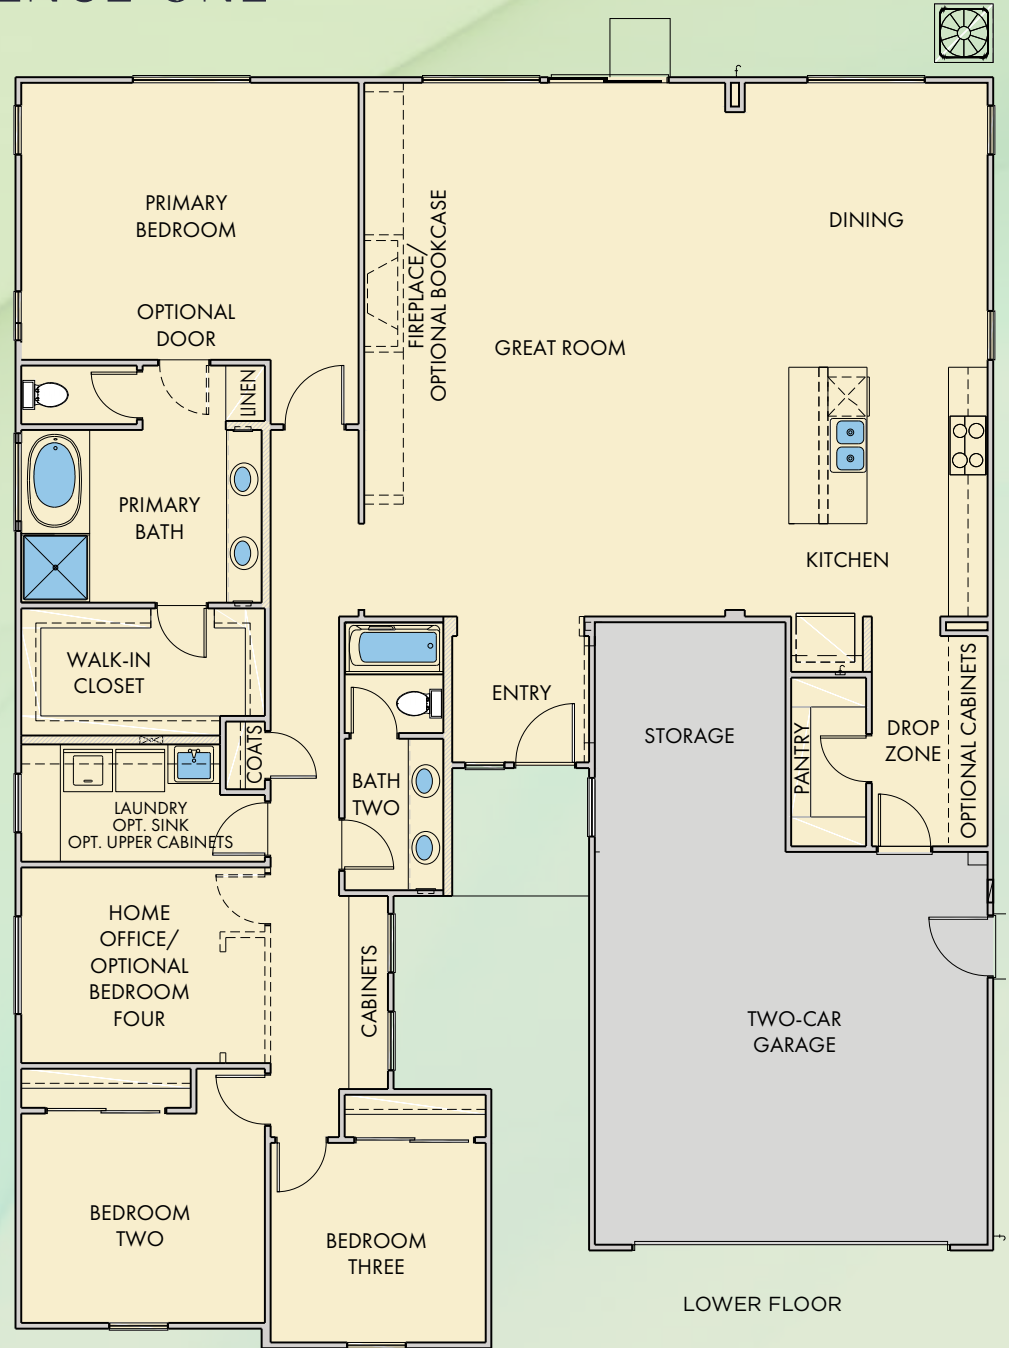 PRIMARY
BEDROOM
OPTIONAL
DOOR
LINEN
FIREPLACE/
OPTIONAL BOOKCASE
GREAT ROOM
DINING
KITCHEN
PRIMARY
BATH
WALK-IN
CLOSET
COATS
LAUNDRY
OPT. SINK
OPT. UPPER CABINETS
BATH
TWO
ENTRY
STORAGE
PANTRY
DROP
ZONE
OPTIONAL CABINETS
HOME
OFFICE/
OPTIONAL
BEDROOM
FOUR
CABINETS
TWO-CAR
GARAGE
BEDROOM
TWO
BEDROOM
THREE
LOWER FLOOR